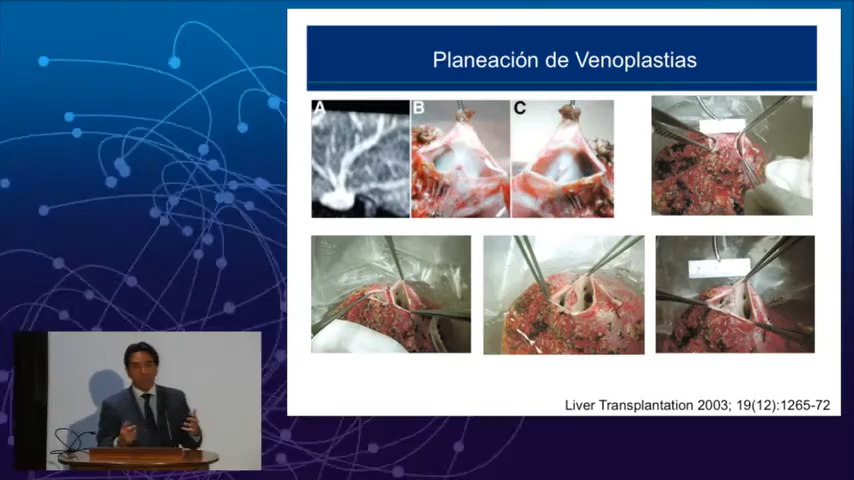 Planeación de Venoplastias
A
B
C
Liver Transplantation 2003; 19(12):1265-72